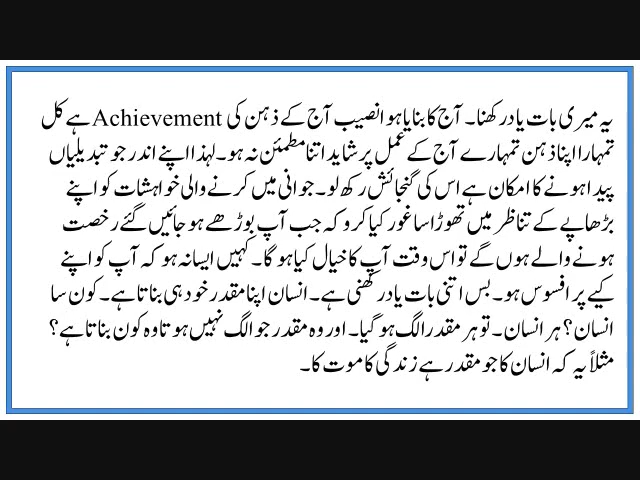 یہ میری بات یاد رکھنا۔ آج کا بنایا ہوا نصیب آج کے ذہن کی Achievement ہے کل
تمہارا اپنا ذہن تمہارے آج کے عمل پر شاید اتنا مطمئن نہ ہو۔ لہذا اپنے اندر جو تبدیلیاں
پیدا ہونے کا امکان ہے اس کی گنجائش رکھ لو۔ جوانی میں کرنے والی خواہشات کو اپنے
بڑھاپے کے تناظر میں تھوڑا سا غور کیا کرو کہ جب آپ بوڑھے ہو جائیں گے رخصت
ہونے والے ہوں گے تو اس وقت آپ کا خیال کیا ہو گا۔ کہیں ایسا نہ ہو کہ آپ کو اپنے
کیے پر افسوس ہو۔ بس اتنی بات یاد رکھنی ہے۔ انسان اپنا مقدر خود ہی بناتا ہے۔ کون سا
انسان؟ ہر انسان۔ تو ہر مقدر الگ ہو گیا۔ اور وہ مقدر جو الگ نہیں ہوتا وہ کون بناتا ہے؟
مثلاً یہ کہ انسان کا جو مقدر ہے زندگی کا موت کا۔